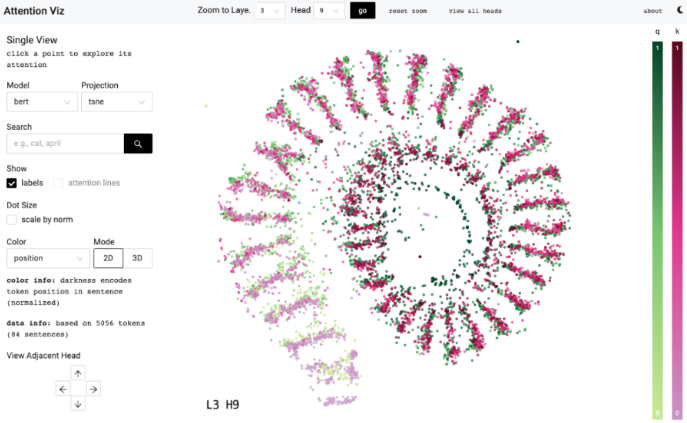 Attention Viz
Zoom to Laye. 3 Head 9 go reset zoom view all heads about
Single View
click a point to explore its
attention
Model Projection
bert tsne
Search
e.g., cat, april
Show
labels attention lines
Dot Size
scale by norm
Color Mode
position 2D 3D
color info: darkness encodes
token position in sentence
(normalized)
data info: based on 5056 tokens
(84 sentences)
View Adjacent Head
q k
1 1
0 0
L3 H9